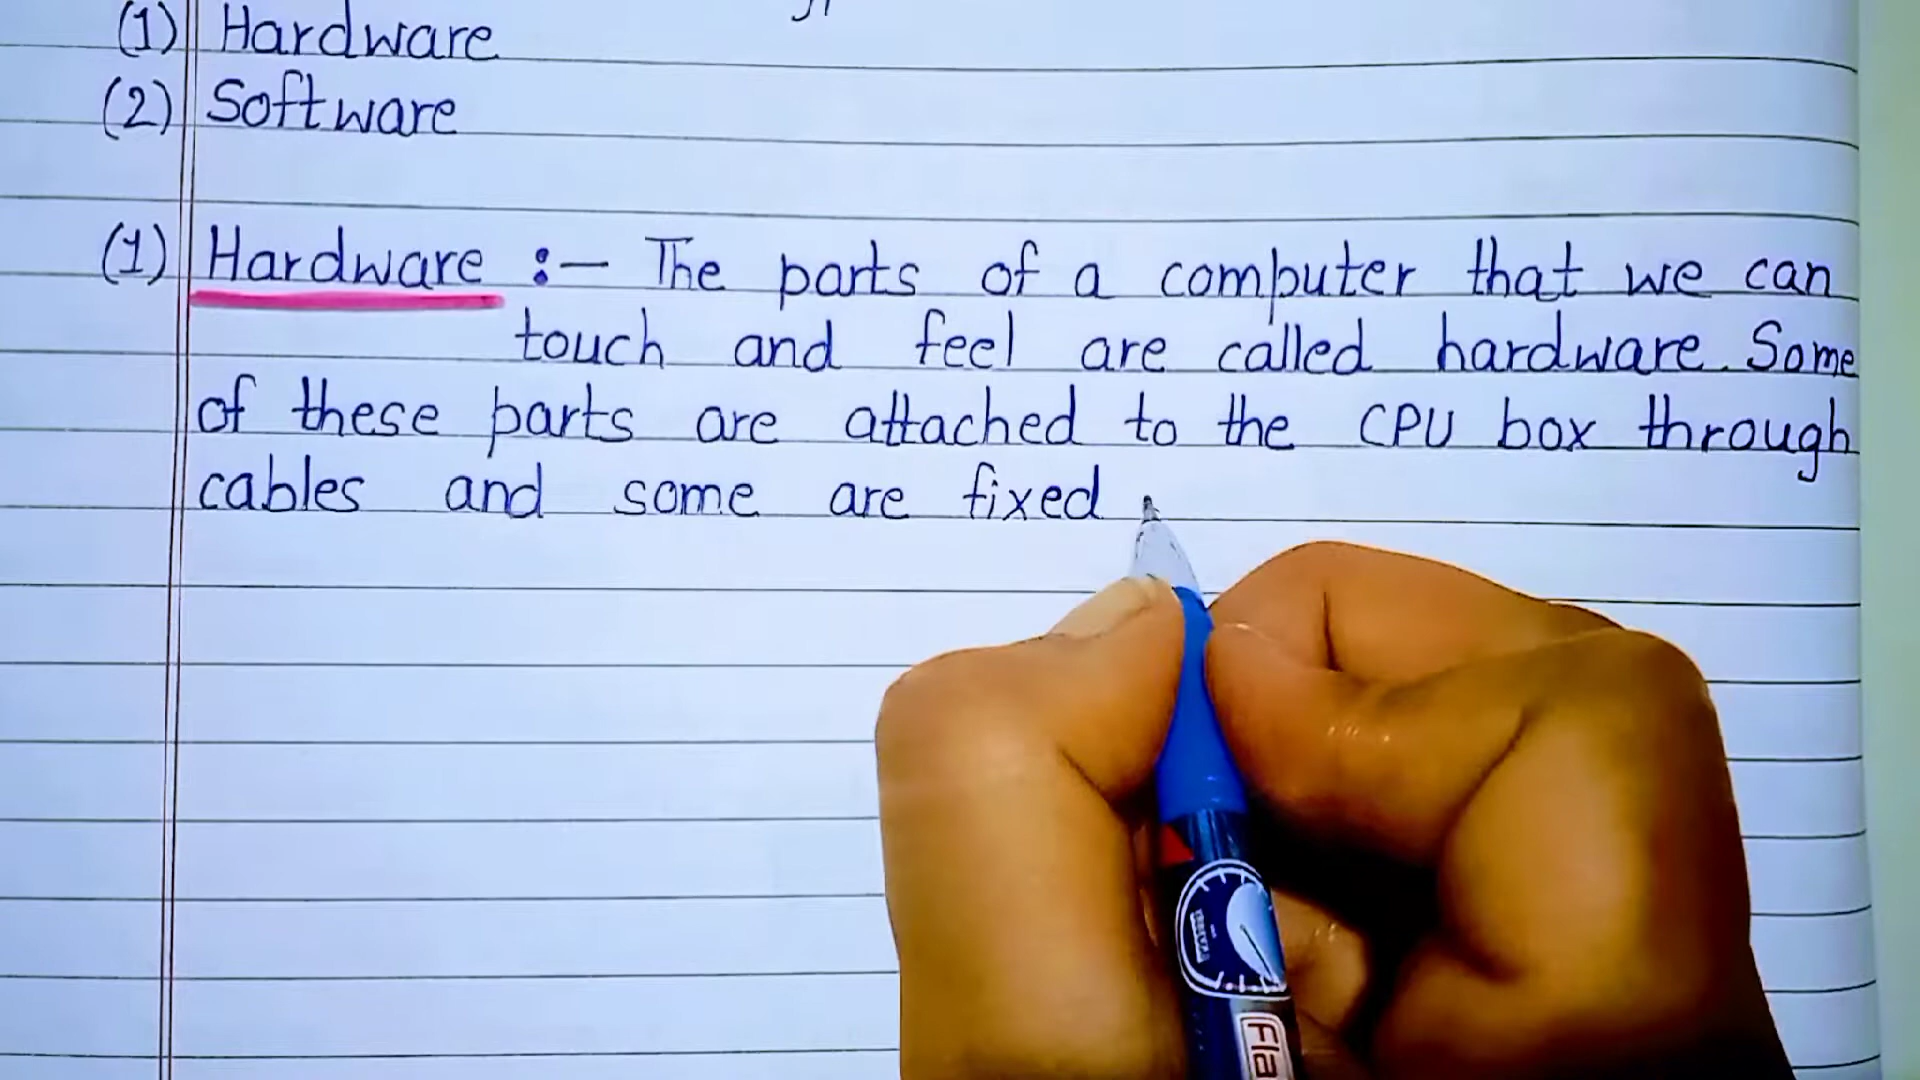 (1) Hardware
(2) Software
(1) Hardware :- The parts of a computer that we can
touch and feel are called hardware. Some
of these parts are attached to the CPU box through
cables and some are fixed
Fla